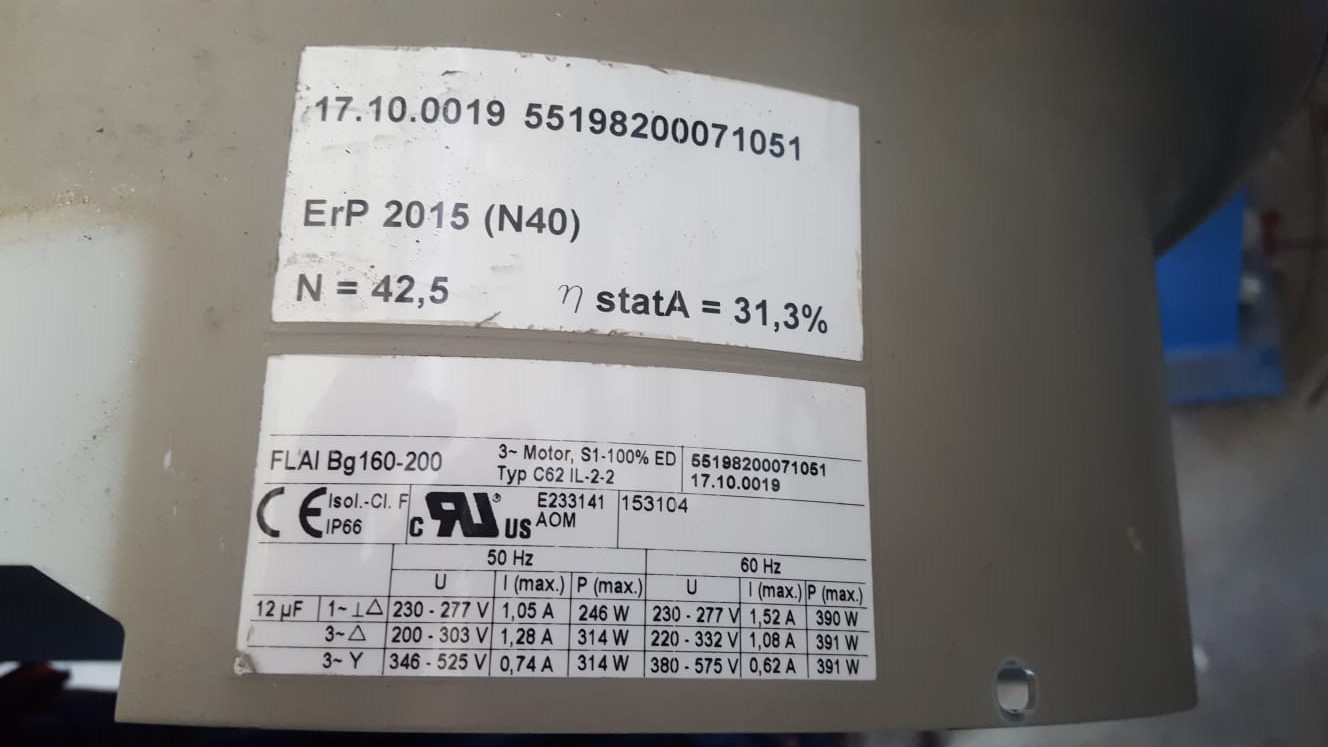 17.10.0019 55198200071051
ErP 2015 (N40)
N = 42,5 η statA = 31,3%
FLAI Bg160-200
3~ Motor, S1-100% ED
Typ C62 IL-2-2
55198200071051
17.10.0019
CE Isol.-Cl. F
IP66
C RU® US
E233141
AOM
153104
50 Hz 60 Hz
U I (max.) P (max.) U I (max.) P (max.)
12 µF 1~ ⊥△ 230 - 277 V 1,05 A 246 W 230 - 277 V 1,52 A 390 W
3~ △ 200 - 303 V 1,28 A 314 W 220 - 332 V 1,08 A 391 W
3~ Y 346 - 525 V 0,74 A 314 W 380 - 575 V 0,62 A 391 W